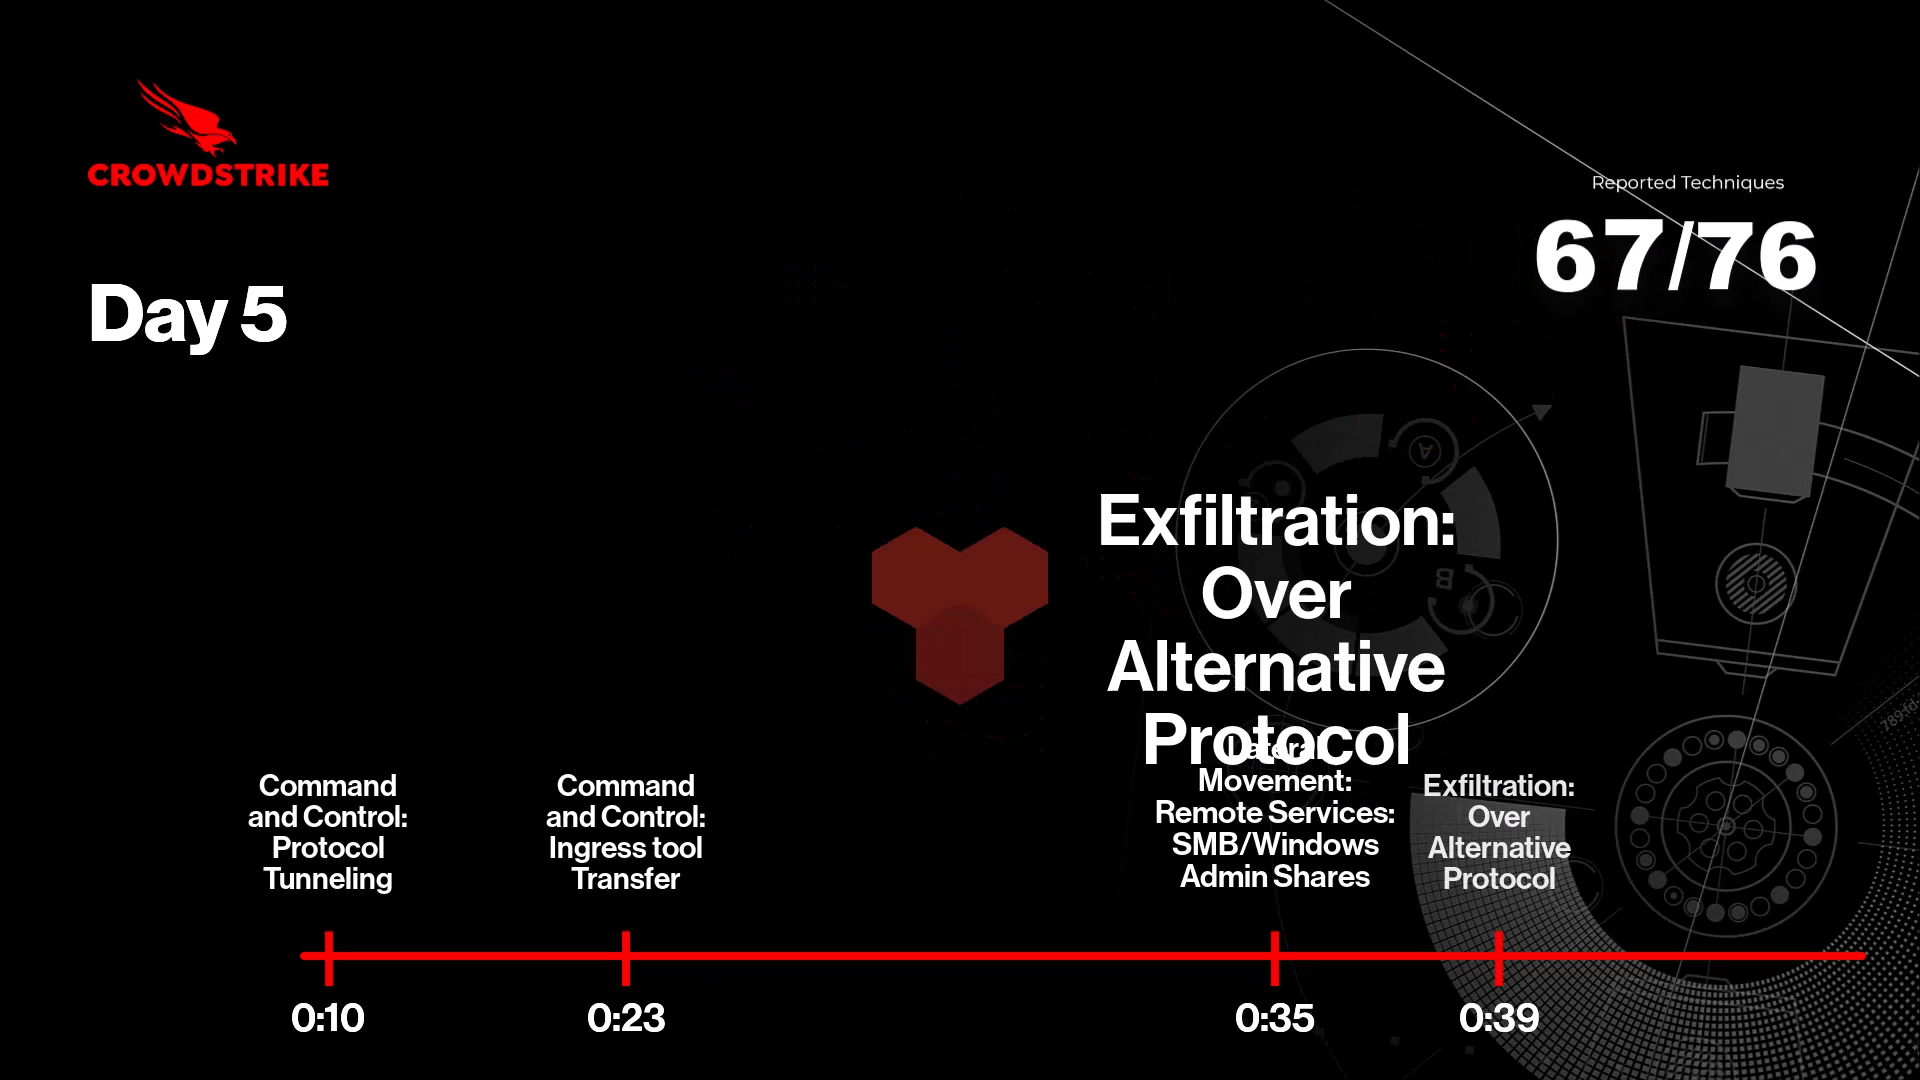 CROWDSTRIKE
Reported Techniques
67/76
Day 5
Exfiltration:
Over
Alternative
Protocol
Command
and Control:
Protocol
Tunneling
Command
and Control:
Ingress tool
Transfer
Lateral
Movement:
Remote Services:
SMB/Windows
Admin Shares
Exfiltration:
Over
Alternative
Protocol
0:10
0:23
0:35
0:39
A
B